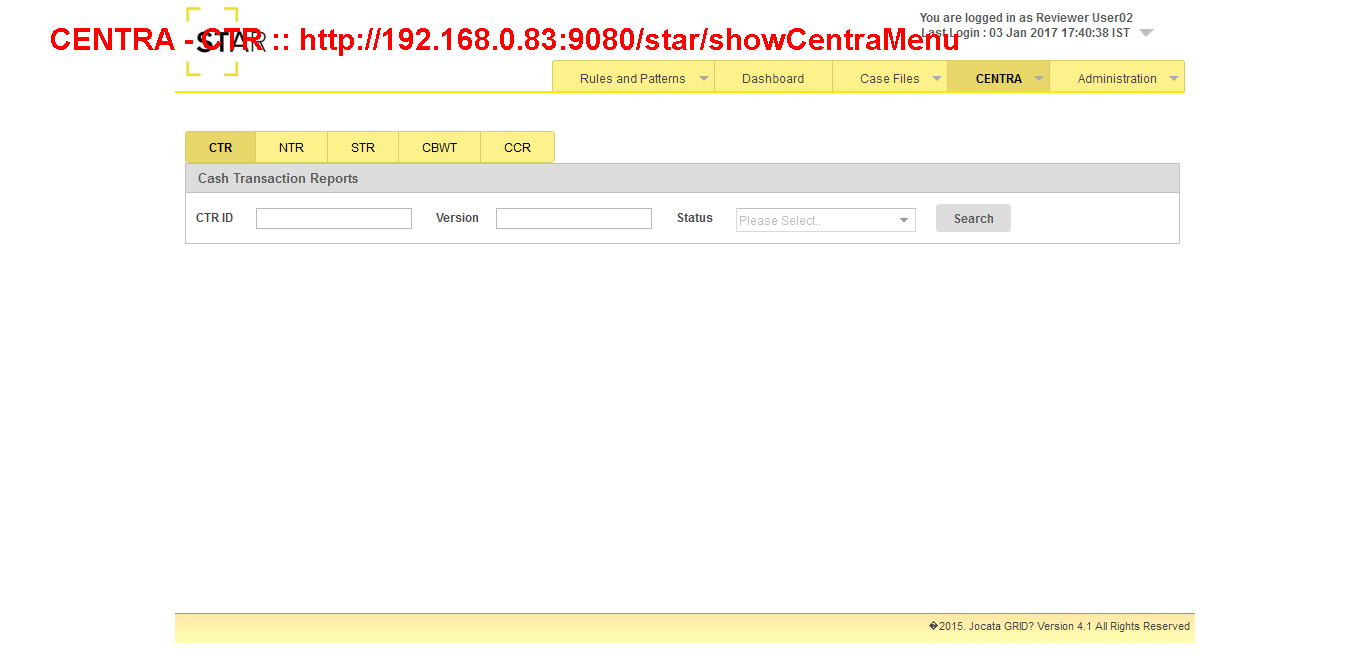 You are logged in as Reviewer User02
CENTRA - CTR :: http://192.168.0.83:9080/star/showCentraMenu
STAR
Last Login : 03 Jan 2017 17:40:38 IST
Rules and Patterns Dashboard Case Files CENTRA Administration
CTR NTR STR CBWT CCR
Cash Transaction Reports
CTR ID Version Status Please Select.. Search
�2015. Jocata GRID? Version 4.1 All Rights Reserved